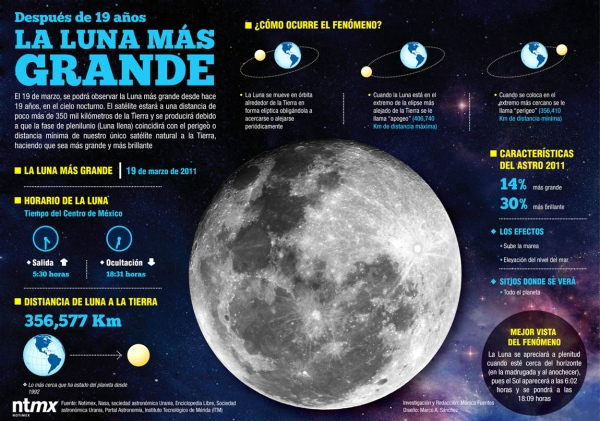 Después de 19 años
LA LUNA MÁS
GRANDE
El 19 de marzo, se podrá observar la Luna más grande desde hace
19 años, en el cielo nocturno. El satélite estará a una distancia de
poco más de 350 mil kilómetros de la Tierra y se producirá debido
a que la fase de plenilunio (Luna llena) coincidirá con el perigeo o
distancia mínima de nuestro único satélite natural a la Tierra,
haciendo que sea más grande y más brillante
LA LUNA MÁS GRANDE
19 de marzo de 2011
HORARIO DE LA LUNA
Tiempo del Centro de México
Salida
5:30 horas
Ocultación
18:31 horas
DISTANCIA DE LUNA A LA TIERRA
356,577 Km
Lo más cerca que ha estado del planeta desde
1992
ntmx
NOTIMEX
Fuente: Notimex, Nasa, sociedad astronómica Urania, Enciclopedia Libre, Sociedad
astronómica Urania, Portal Astronomía, Instituto Tecnológico de Mérida (ITM)
¿CÓMO OCURRE EL FENÓMENO?
La Luna se mueve en órbita
alrededor de la Tierra en
forma elíptica obligándola a
acercarse o alejarse
periódicamente
Cuando la Luna está en el
extremo de la elipse más
alejado de la Tierra se le
llama "apogeo" (406,740
Km de distancia máxima)
Cuando se coloca en el
extremo más cercano se le
llama "perigeo" (356,410
Km de distancia mínima)
CARACTERÍSTICAS
DEL ASTRO 2011
14% más grande
30% más brillante
LOS EFECTOS
Sube la marea
Elevación del nivel del mar
SITIOS DONDE SE VERÁ
Todo el planeta
MEJOR VISTA
DEL FENÓMENO
La Luna se apreciará a plenitud
cuando esté cerca del horizonte
(en la madrugada y al anochecer),
pues el Sol aparecerá a las 6:02
horas y se pondrá a las
18:09 horas
Investigación y Redacción: Mónica Fuentes
Diseño: Marco A. Sánchez